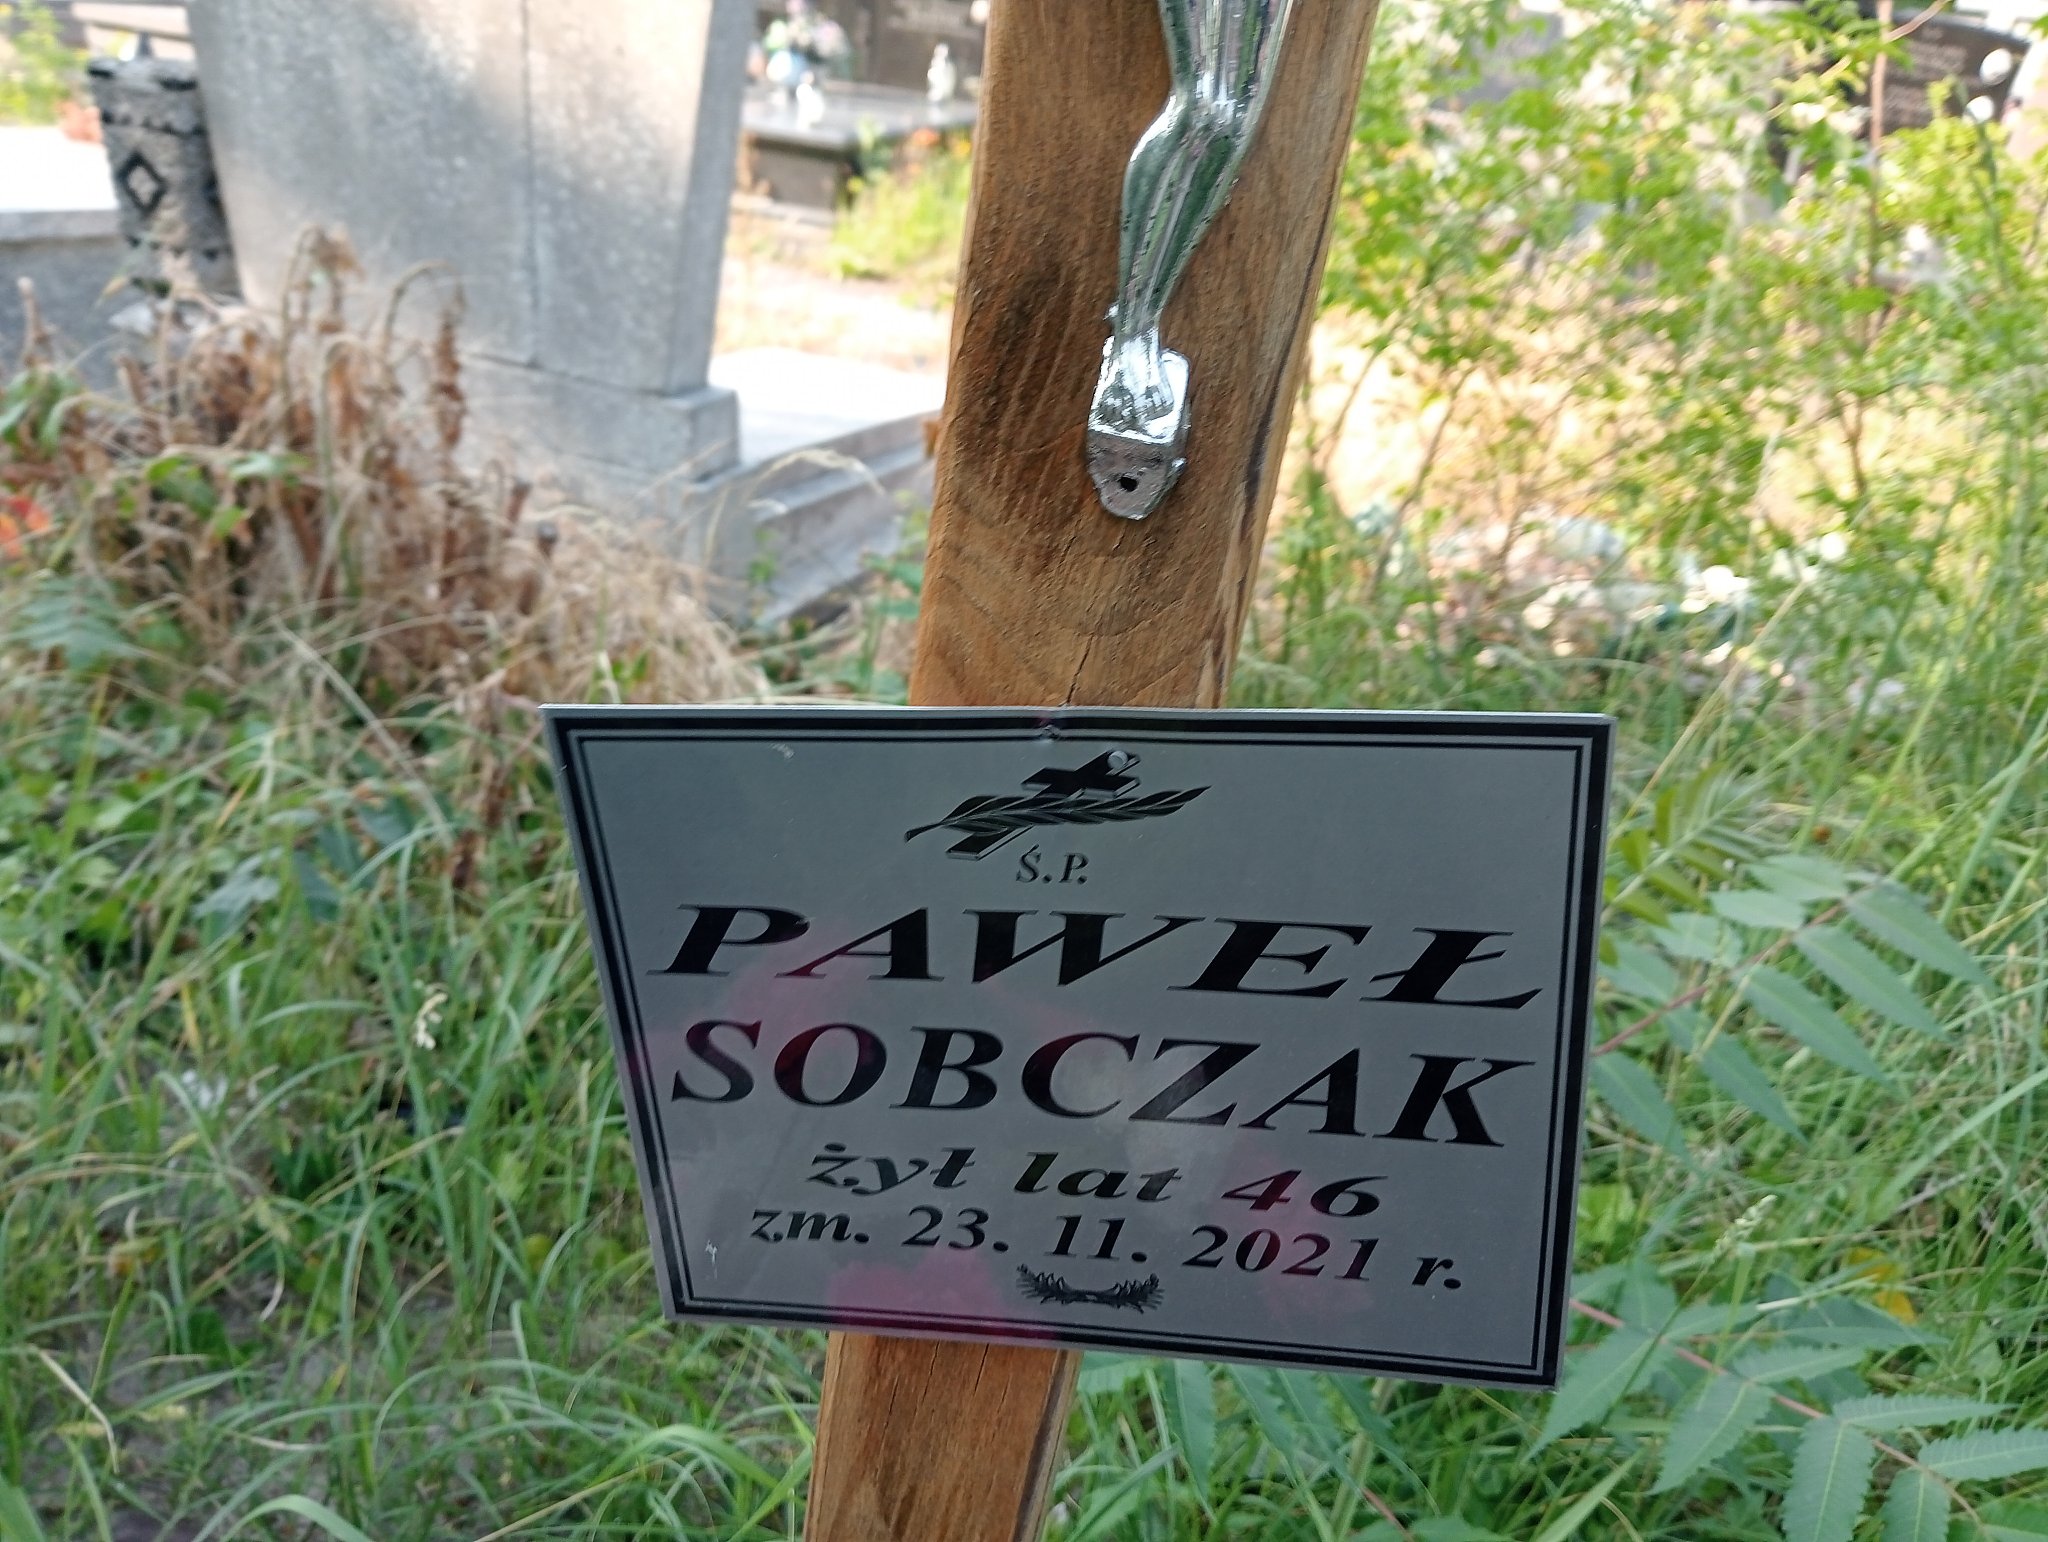 Ś.P.
PAWEŁ
SOBCZAK
żył lat 46
zm. 23. 11. 2021 r.